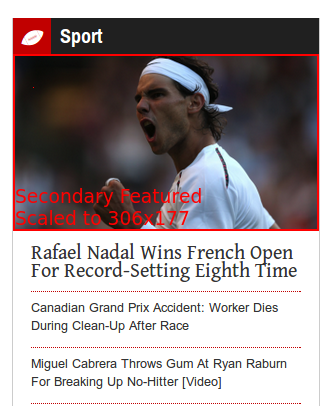 Sport
Secondary Featured
Scaled to 306x177
Rafael Nadal Wins French Open
For Record-Setting Eighth Time
Canadian Grand Prix Accident: Worker Dies
During Clean-Up After Race
Miguel Cabrera Throws Gum At Ryan Raburn
For Breaking Up No-Hitter [Video]